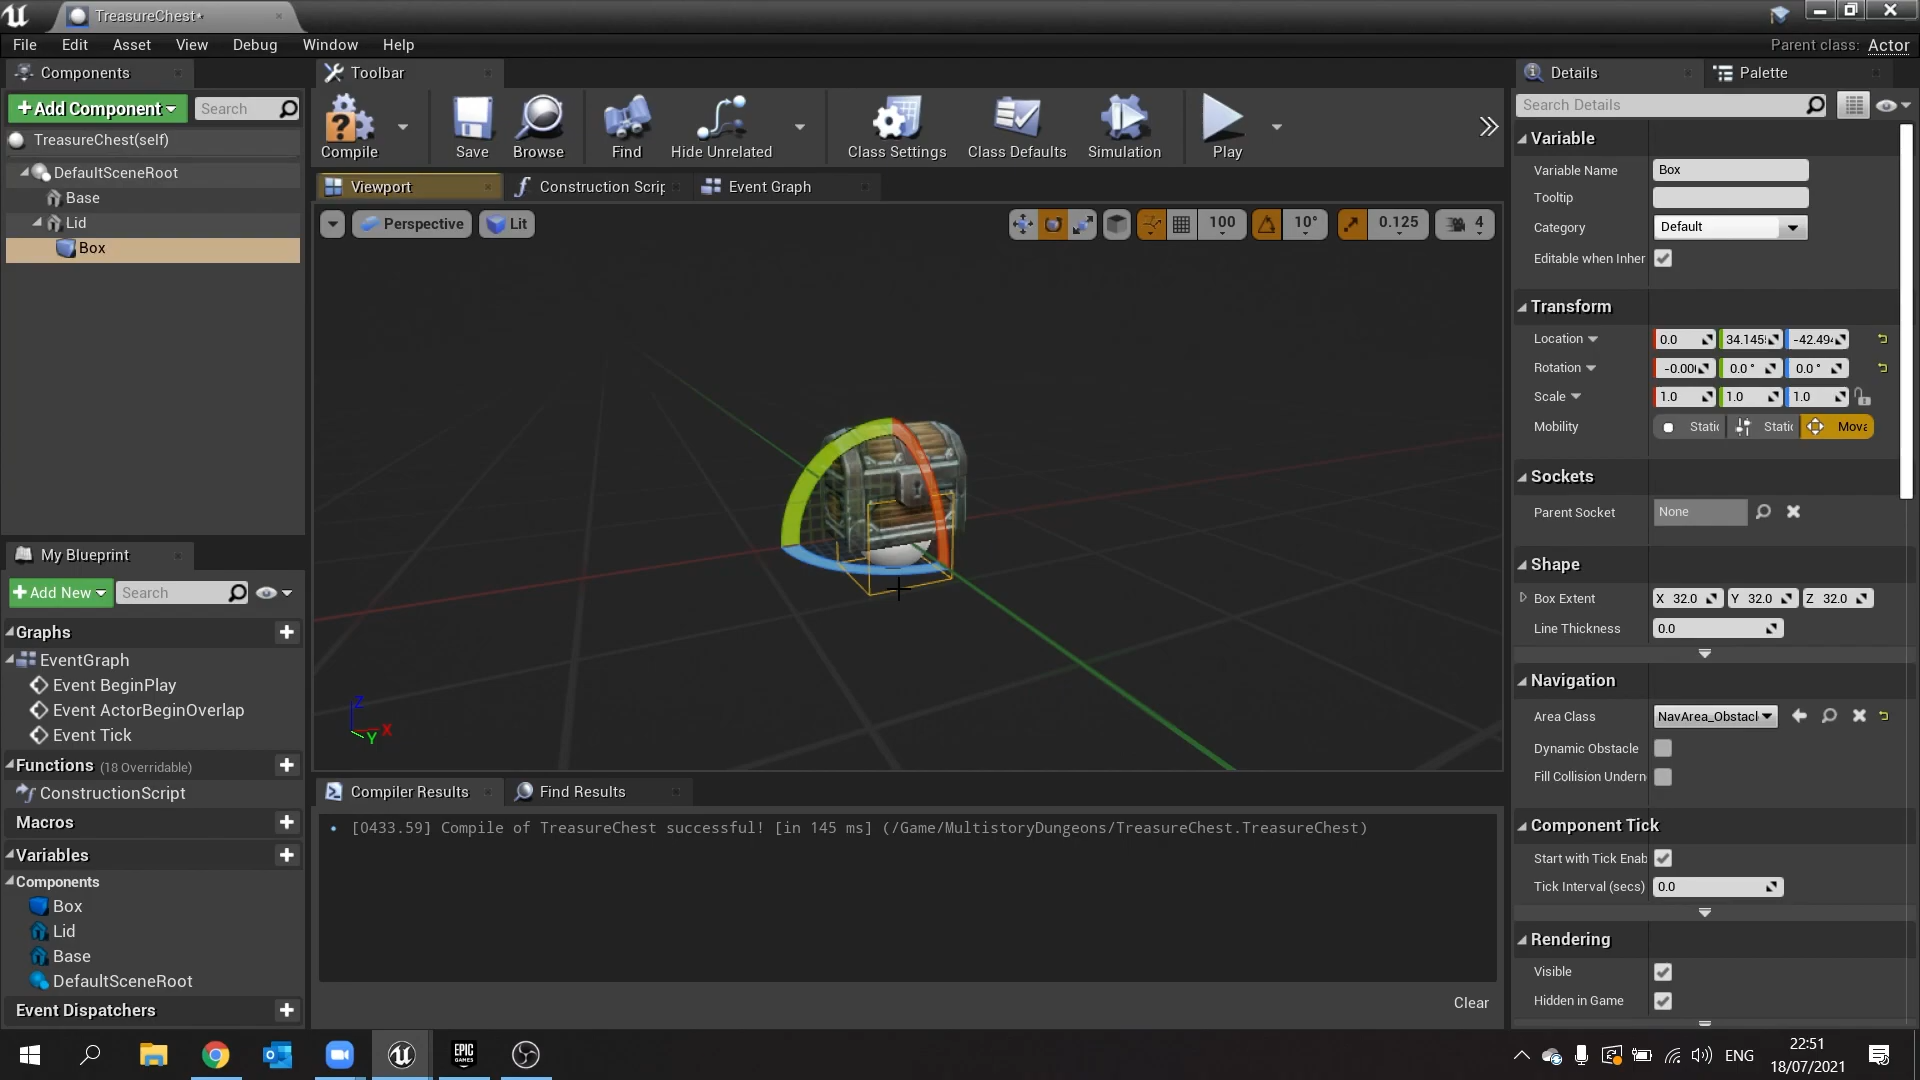 TreasureChest*
File Edit Asset View Debug Window Help
Parent class: Actor
Components
Toolbar
Details
Palette
+Add Component
Search
Search Details
TreasureChest(self)
DefaultSceneRoot
Base
Lid
Box
Compile
Save
Browse
Find
Hide Unrelated
Class Settings
Class Defaults
Simulation
Play
Viewport
Construction Scrip
Event Graph
Perspective
Lit
100
10°
0.125
4
Variable
Variable Name Box
Tooltip
Category Default
Editable when Inher
Transform
Location 0.0 34.145 -42.494
Rotation -0.00 0.0 ° 0.0 °
Scale 1.0 1.0 1.0
Mobility Static Static Mova
Sockets
Parent Socket None
Shape
Box Extent X 32.0 Y 32.0 Z 32.0
Line Thickness 0.0
Navigation
Area Class NavArea_Obstacl
Dynamic Obstacle
Fill Collision Undern
Component Tick
Start with Tick Enab
Tick Interval (secs) 0.0
Rendering
Visible
Hidden in Game
My Blueprint
+Add New
Search
Graphs
EventGraph
Event BeginPlay
Event ActorBeginOverlap
Event Tick
Functions (18 Overridable)
ConstructionScript
Macros
Variables
Components
Box
Lid
Base
DefaultSceneRoot
Event Dispatchers
Z
X
Y
Compiler Results
Find Results
[0433.59] Compile of TreasureChest successful! [in 145 ms] (/Game/MultistoryDungeons/TreasureChest.TreasureChest)
Clear
EPIC
GAMES
ENG
22:51
18/07/2021